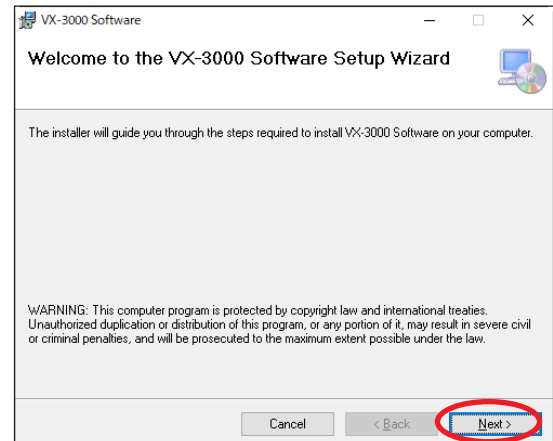 VX-3000 Software
Welcome to the VX-3000 Software Setup Wizard
The installer will guide you through the steps required to install VX-3000 Software on your computer.
WARNING: This computer program is protected by copyright law and international treaties.
Unauthorized duplication or distribution of this program, or any portion of it, may result in severe civil
or criminal penalties, and will be prosecuted to the maximum extent possible under the law.
Cancel < Back Next >